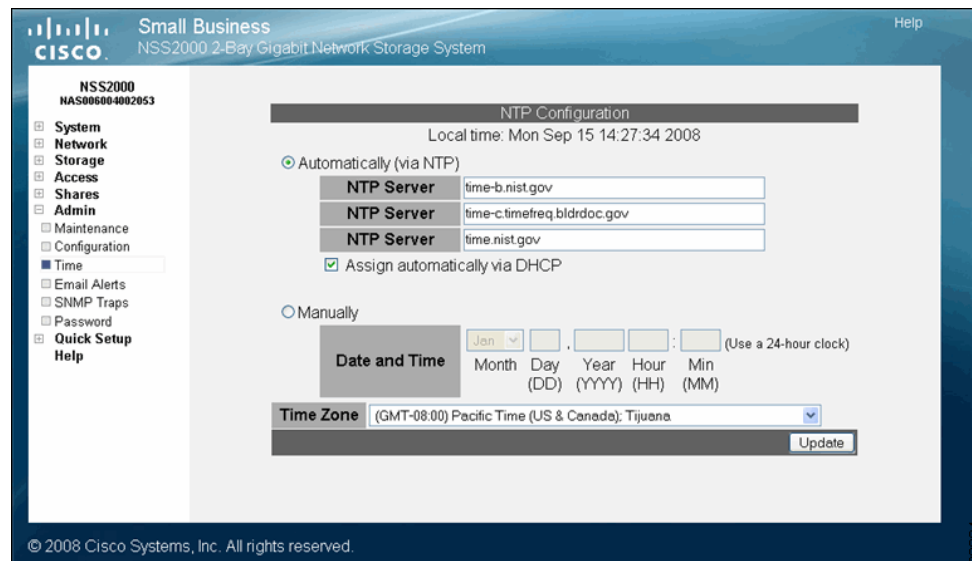 Small Business
Help
CISCO
NSS2000 2-Bay Gigabit Network Storage System
NSS2000
NAS006004002053
System
Network
Storage
Access
Shares
Admin
Maintenance
Configuration
Time
Email Alerts
SNMP Traps
Password
Quick Setup
Help
NTP Configuration
Local time: Mon Sep 15 14:27:34 2008
Automatically (via NTP)
NTP Server time-b.nist.gov
NTP Server time-c.timefreq.bldrdoc.gov
NTP Server time.nist.gov
Assign automatically via DHCP
Manually
Date and Time
Jan , : (Use a 24-hour clock)
Month Day Year Hour Min
(DD) (YYYY) (HH) (MM)
Time Zone (GMT-08:00) Pacific Time (US & Canada); Tijuana
Update
© 2008 Cisco Systems, Inc. All rights reserved.